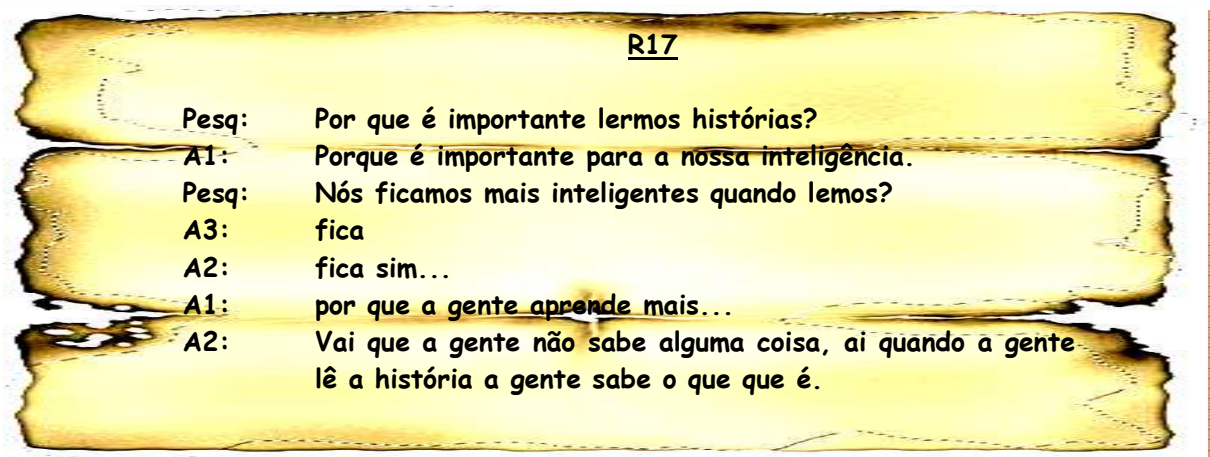 R17
Pesq: Por que é importante lermos histórias?
A1: Porque é importante para a nossa inteligência.
Pesq: Nós ficamos mais inteligentes quando lemos?
A3: fica
A2: fica sim...
A1: por que a gente aprende mais...
A2: Vai que a gente não sabe alguma coisa, ai quando a gente
lê a história a gente sabe o que que é.